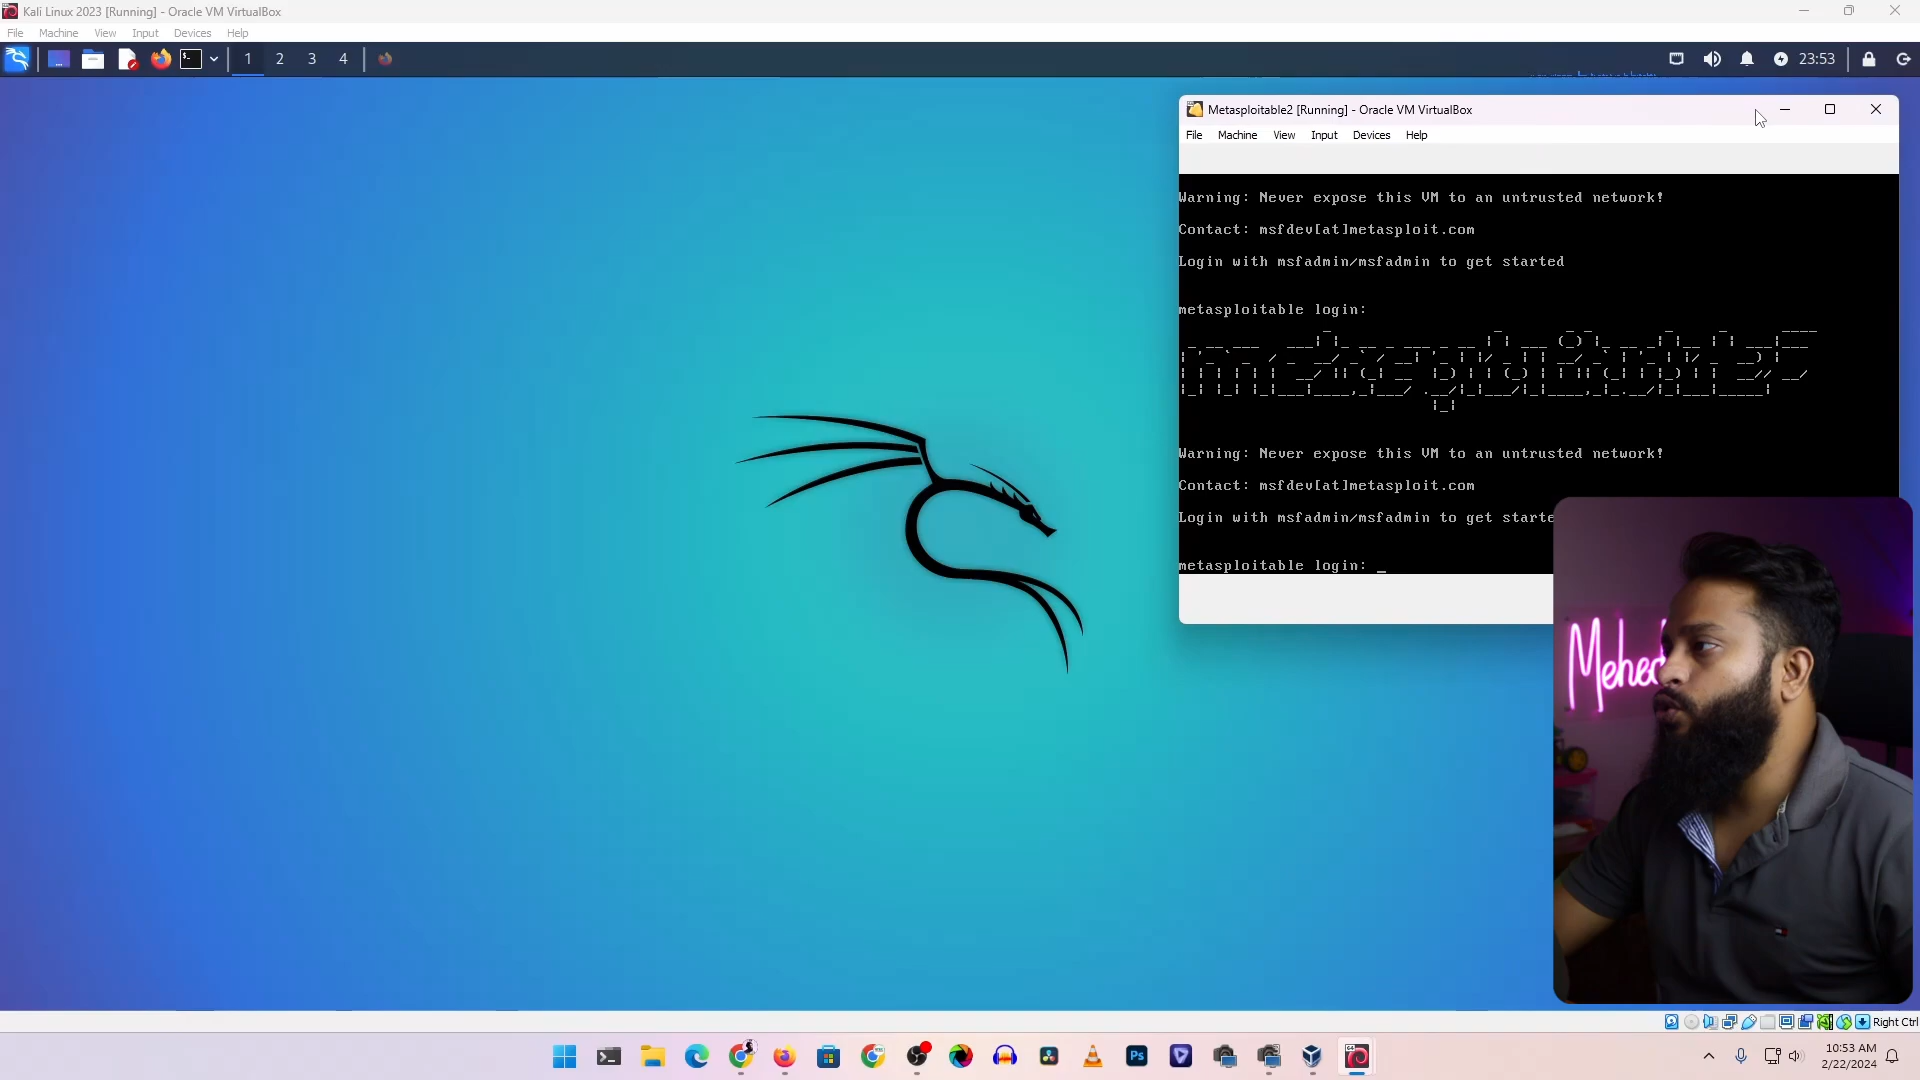 Kali Linux 2023 [Running] - Oracle VM VirtualBox
File Machine View Input Devices Help
1 2 3 4
23:53
Metasploitable2 [Running] - Oracle VM VirtualBox
File Machine View Input Devices Help
Warning: Never expose this VM to an untrusted network!
Contact: msfdev[at]metasploit.com
Login with msfadmin/msfadmin to get started
metasploitable login:
Warning: Never expose this VM to an untrusted network!
Contact: msfdev[at]metasploit.com
Login with msfadmin/msfadmin to get starte
metasploitable login: _
Mehed
Right Ctrl
Ps
10:53 AM
2/22/2024